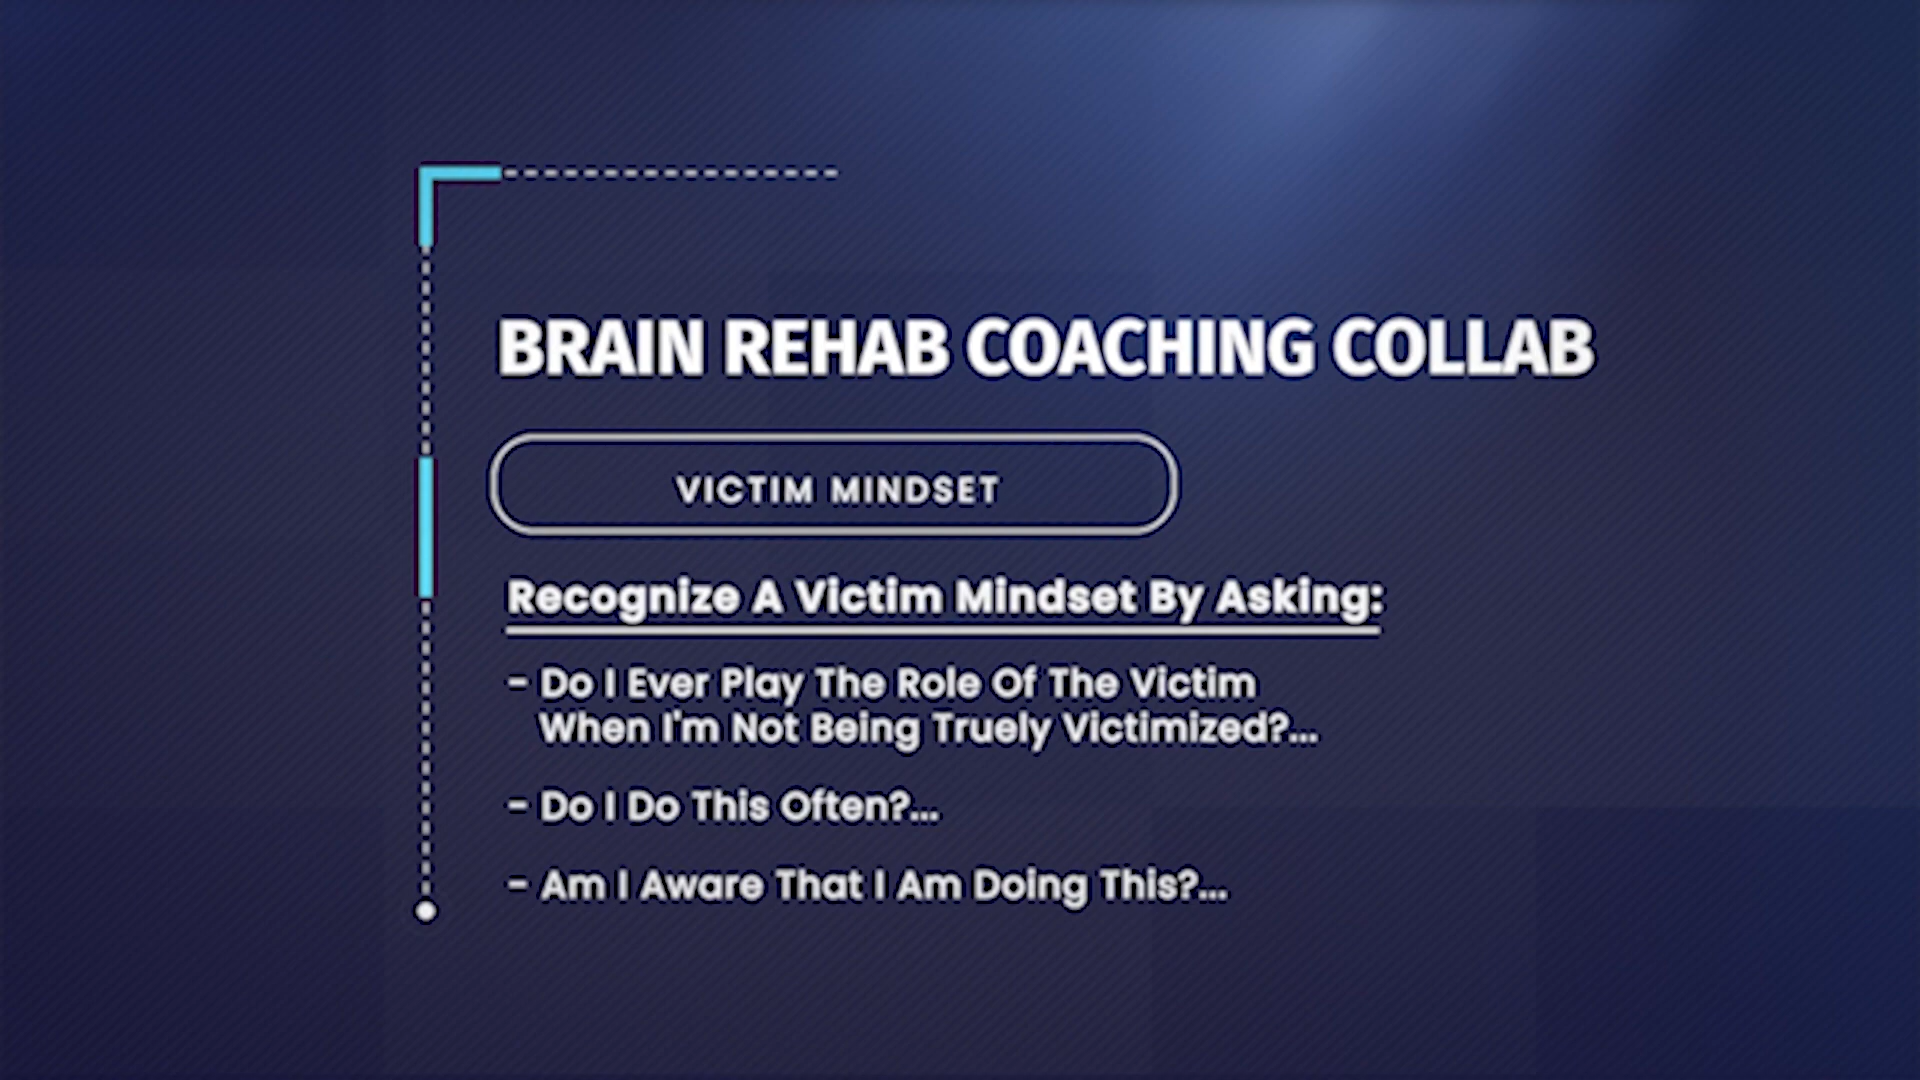 BRAIN REHAB COACHING COLLAB
VICTIM MINDSET
Recognize A Victim Mindset By Asking:
- Do I Ever Play The Role Of The Victim
When I'm Not Being Truely Victimized?...
- Do I Do This Often?...
- Am I Aware That I Am Doing This?...